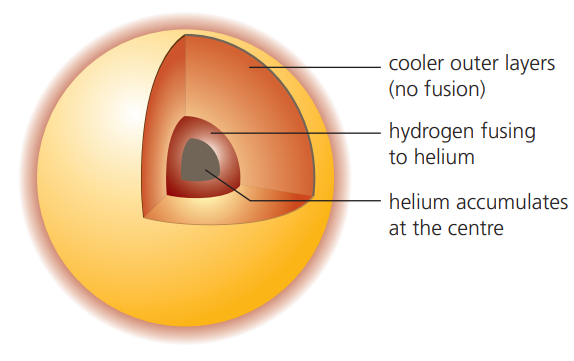 cooler outer layers
(no fusion)
hydrogen fusing
to helium
helium accumulates
at the centre